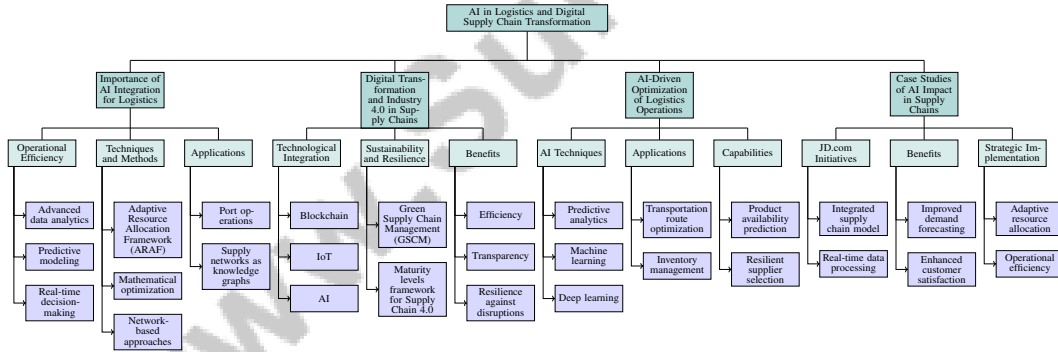 AI in Logistics and Digital
Supply Chain Transformation
Importance of
AI Integration
for Logistics
Digital Trans-
formation
and Industry
4.0 in Sup-
ply Chains
AI-Driven
Optimization
of Logistics
Operations
Case Studies
of AI Impact
in Supply
Chains
Operational
Efficiency
Techniques
and Methods
Applications
Technological
Integration
Sustainability
and Resilience
Benefits
AI Techniques
Applications
Capabilities
JD.com
Initiatives
Benefits
Strategic Im-
plementation
Advanced
data analytics
Predictive
modeling
Real-time
decision-
making
Adaptive
Resource
Allocation
Framework
(ARAF)
Mathematical
optimization
Network-
based
approaches
Port op-
erations
Supply
networks as
knowledge
graphs
Blockchain
IoT
AI
Green
Supply Chain
Management
(GSCM)
Maturity
levels
framework
for Supply
Chain 4.0
Efficiency
Transparency
Resilience
against
disruptions
Predictive
analytics
Machine
learning
Deep learning
Transportation
route
optimization
Inventory
management
Product
availability
prediction
Resilient
supplier
selection
Integrated
supply
chain model
Real-time data
processing
Improved
demand
forecasting
Enhanced
customer
satisfaction
Adaptive
resource
allocation
Operational
efficiency
www.Su